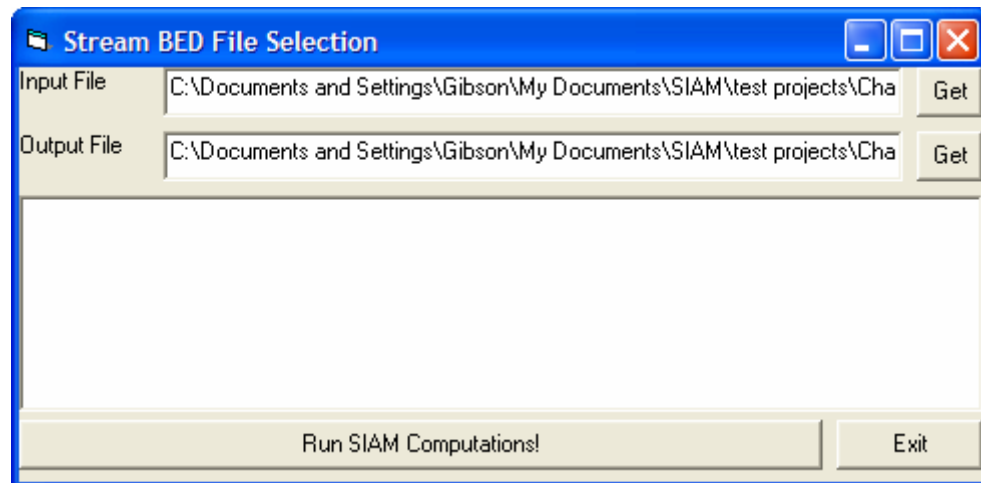 Stream BED File Selection
Input File C:\Documents and Settings\Gibson\My Documents\SIAM\test projects\Cha Get
Output File C:\Documents and Settings\Gibson\My Documents\SIAM\test projects\Cha Get
Run SIAM Computations! Exit